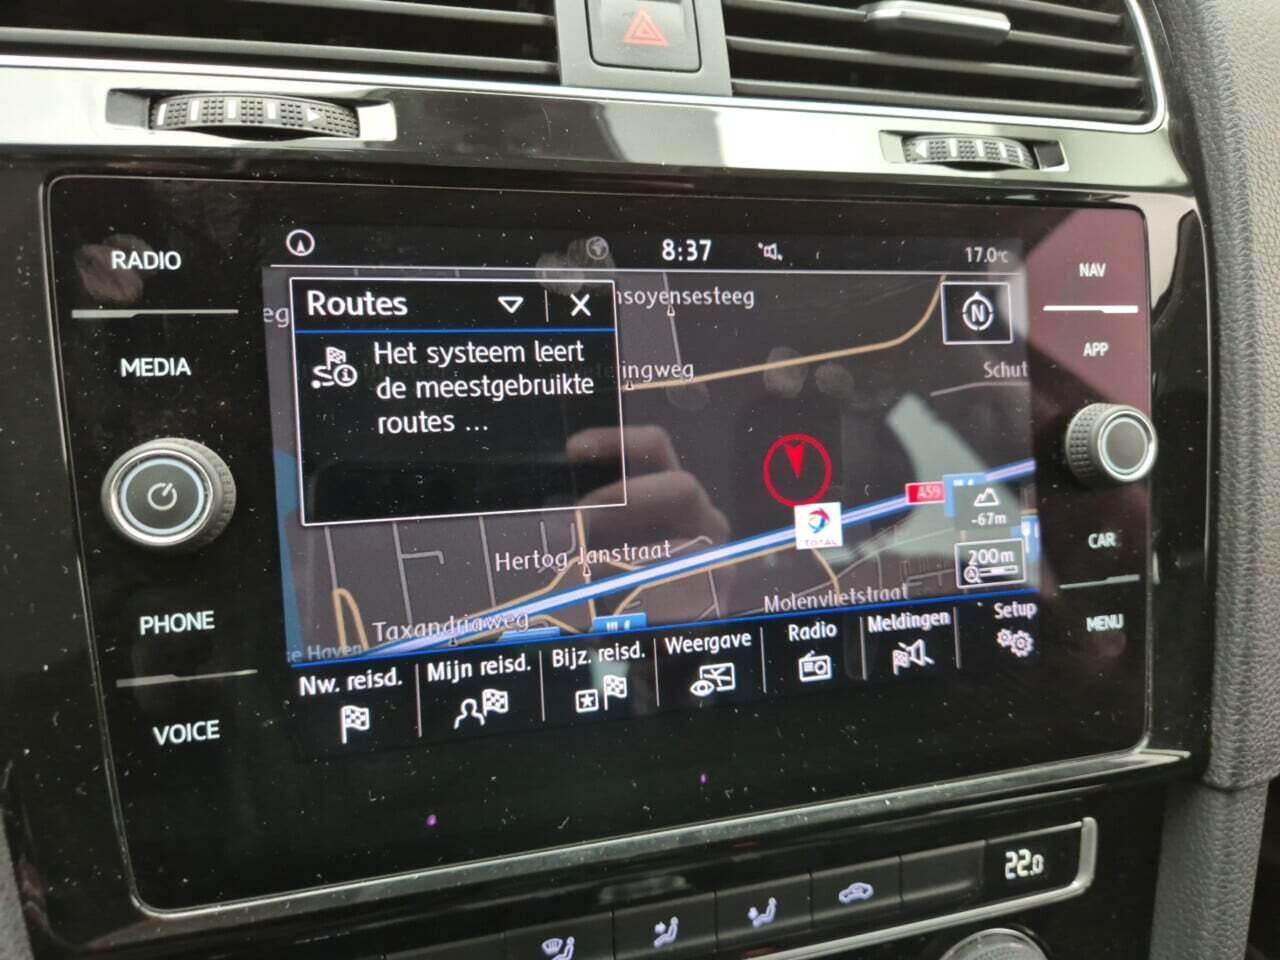 8:37
17.0°C
RADIO
MEDIA
PHONE
VOICE
NAV
APP
CAR
MENU
Routes
Het systeem leert
de meestgebruikte
routes ...
nsoyensesteeg
ingweg
Schut
N
A59
-67m
200m
TOTAL
Hertog Janstraat
Molenvlietstraat
Taxandriaweg
se Haven
Nw. reisd.
Mijn reisd.
Bijz. reisd.
Weergave
Radio
Meldingen
Setup
22.0